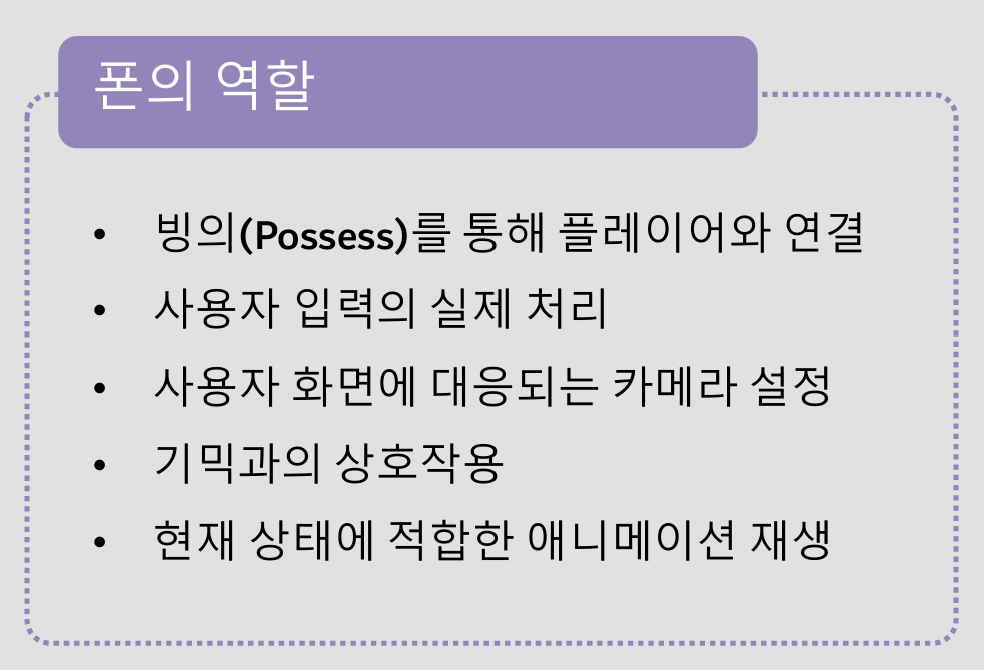 폰의 역할
• 빙의(Possess)를 통해 플레이어와 연결
• 사용자 입력의 실제 처리
• 사용자 화면에 대응되는 카메라 설정
• 기믹과의 상호작용
• 현재 상태에 적합한 애니메이션 재생